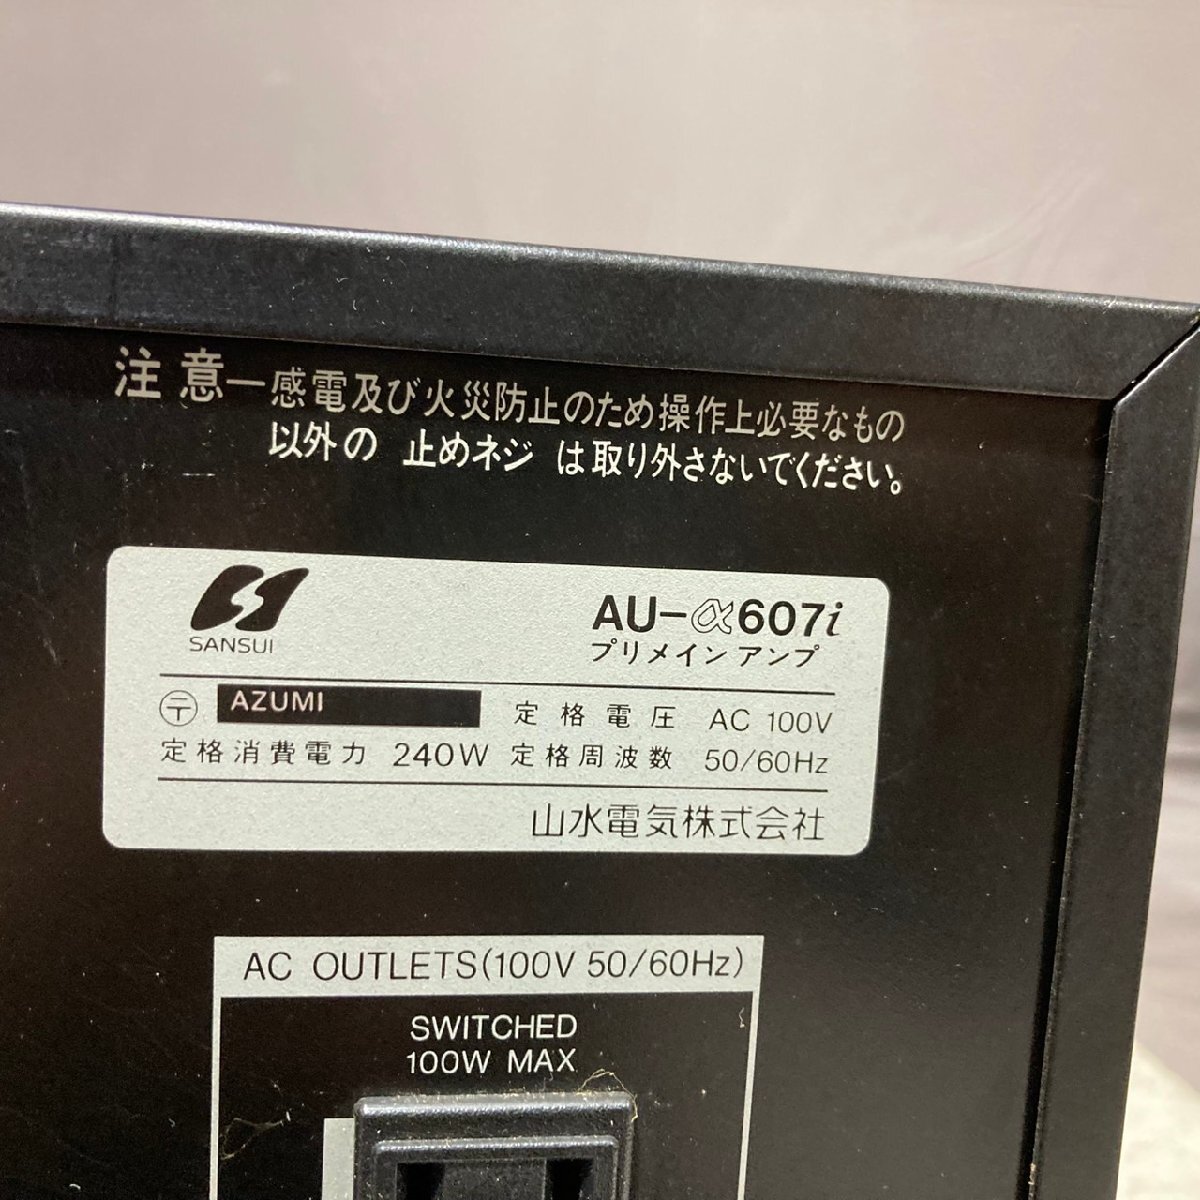 注意ー感電及び火災防止のため操作上必要なもの
以外の 止めネジ は取り外さないでください。
SANSUI
AU-α607i
プリメインアンプ
〒 AZUMI 定格電圧 AC 100V
定格消費電力 240W 定格周波数 50/60Hz
山水電気株式会社
AC OUTLETS(100V 50/60Hz)
SWITCHED
100W MAX